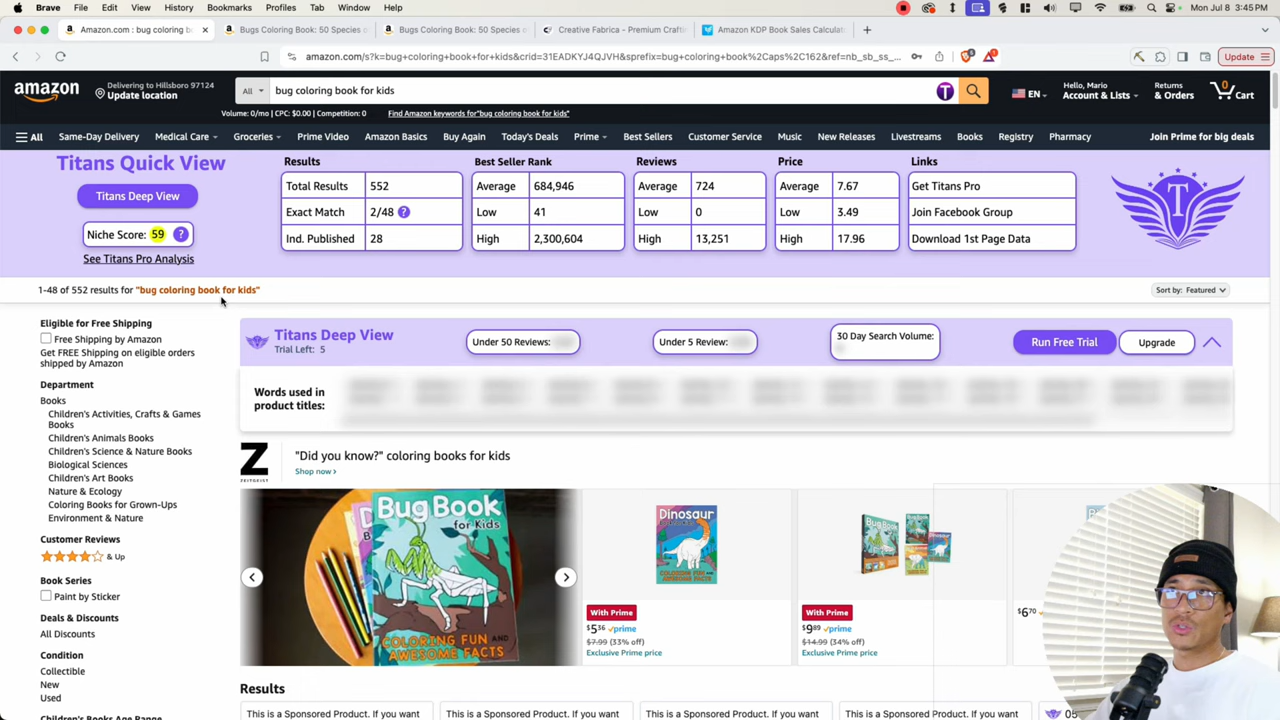 Brave File Edit View History Bookmarks Profiles Tab Window Help Mon Jul 8 3:45 PM
Amazon.com : bug coloring b
Bugs Coloring Book: 50 Species o
Bugs Coloring Book: 50 Species o
Creative Fabrica - Premium Crafti
Amazon KDP Book Sales Calculat
amazon.com/s?k=bug+coloring+book+for+kids&crid=31EADKYJ4QJVH&sprefix=bug+coloring+book+%2Caps%2C162&ref=nb_sb_ss_...
Update
amazon
Delivering to Hillsboro 97124
Update location
All
bug coloring book for kids
T
EN
Hello, Mario
Account & Lists
Returns
& Orders
0
Cart
Volume: 0/mo | CPC: $0.00 | Competition: 0
Find Amazon keywords for"bug coloring book for kids"
All Same-Day Delivery Medical Care Groceries Prime Video Amazon Basics Buy Again Today's Deals Prime Best Sellers Customer Service Music New Releases Livestreams Books Registry Pharmacy Join Prime for big deals
Titans Quick View
Titans Deep View
Niche Score: 59 ?
See Titans Pro Analysis
Results
Total Results 552
Exact Match 2/48 ?
Ind. Published 28
Best Seller Rank
Average 684,946
Low 41
High 2,300,604
Reviews
Average 724
Low 0
High 13,251
Price
Average 7.67
Low 3.49
High 17.96
Links
Get Titans Pro
Join Facebook Group
Download 1st Page Data
T
1-48 of 552 results for "bug coloring book for kids"
Sort by: Featured
Eligible for Free Shipping
Free Shipping by Amazon
Get FREE Shipping on eligible orders
shipped by Amazon
Department
Books
Children's Activities, Crafts & Games
Books
Children's Animals Books
Children's Science & Nature Books
Biological Sciences
Children's Art Books
Nature & Ecology
Coloring Books for Grown-Ups
Environment & Nature
Customer Reviews
& Up
Book Series
Paint by Sticker
Deals & Discounts
All Discounts
Condition
Collectible
New
Used
Children's Books Age Range
Titans Deep View
Trial Left: 5
Under 50 Reviews:
Under 5 Review:
30 Day Search Volume:
Run Free Trial
Upgrade
Words used in
product titles:
Z
ZEITGEIST
"Did you know?" coloring books for kids
Shop now ›
Bug Book
for Kids
COLORING FUN AND
AWESOME FACTS
Dinosaur
With Prime
$5 36 prime
$7.99 (33% off)
Exclusive Prime price
Bug Book
With Prime
$9 89 prime
$14.99 (34% off)
Exclusive Prime price
$6 70
Results
This is a Sponsored Product. If you want
This is a Sponsored Product. If you want
This is a Sponsored Product. If you want
This is a Sponsored Product. If you want